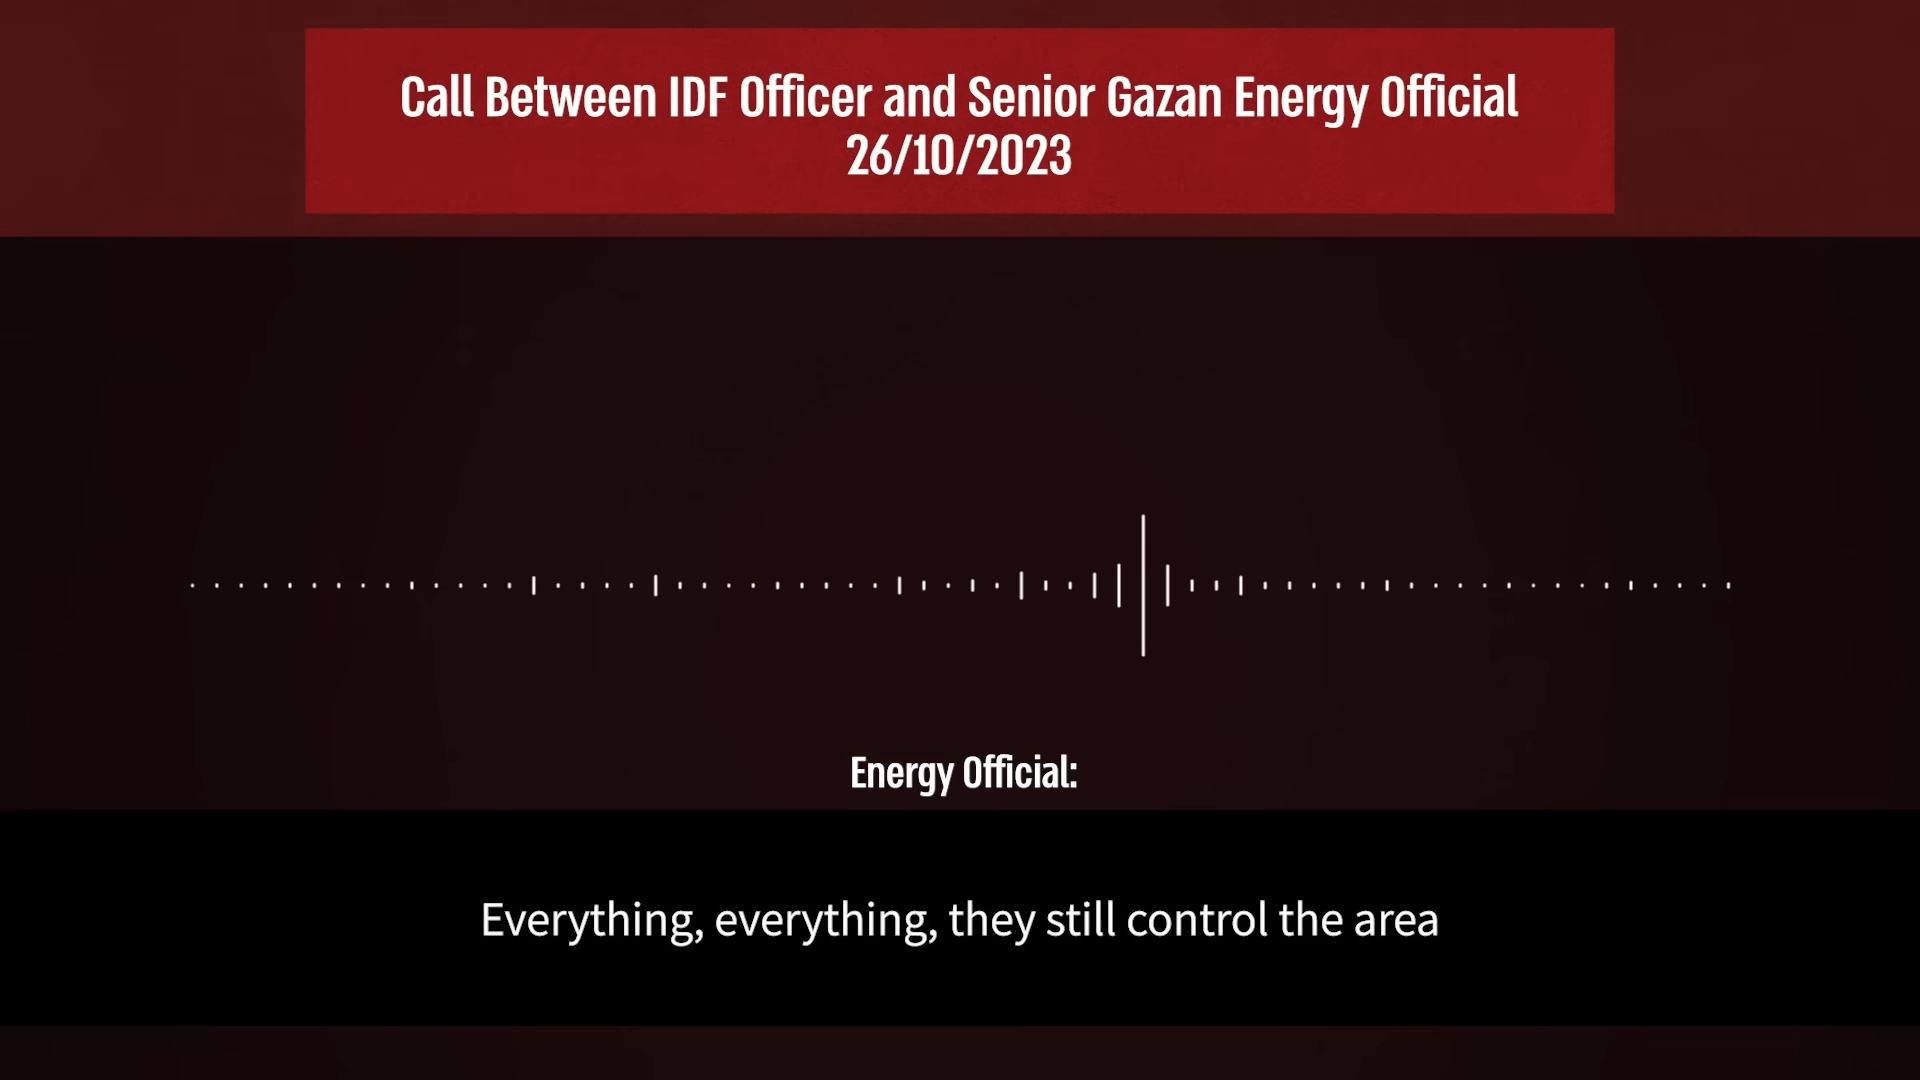 Call Between IDF Officer and Senior Gazan Energy Official
26/10/2023
Energy Official:
Everything, everything, they still control the area